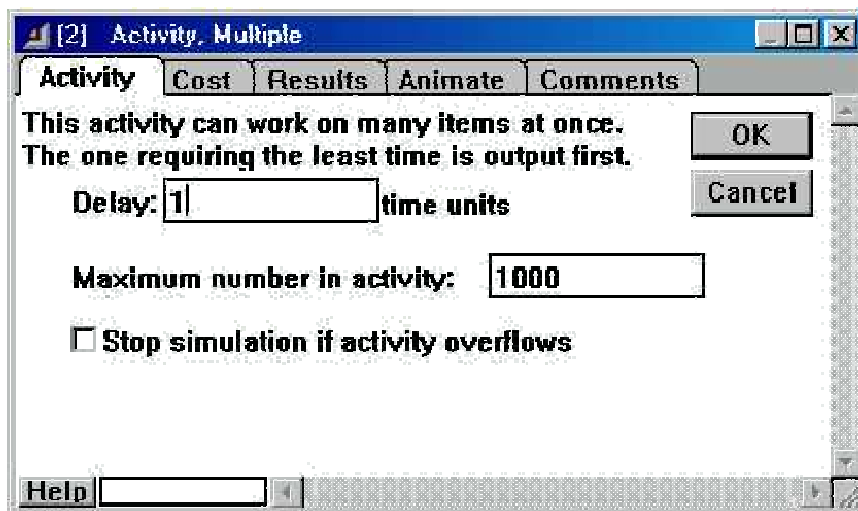 [2] Activity, Multiple
Activity Cost Results Animate Comments
This activity can work on many items at once.
The one requiring the least time is output first.
OK
Cancel
Delay: 1 time units
Maximum number in activity: 1000
Stop simulation if activity overflows
Help